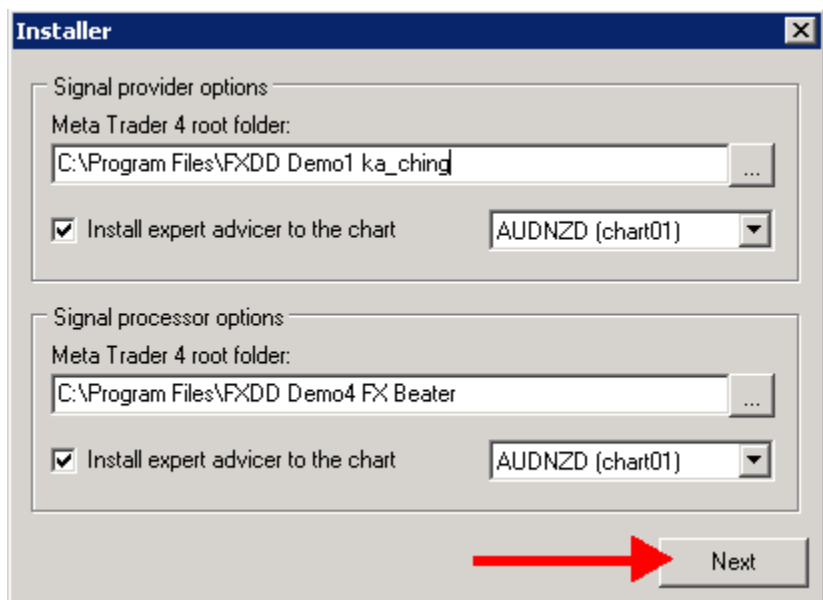 Installer
Signal provider options
Meta Trader 4 root folder:
C:\Program Files\FXDD Demo1 ka_ching
...
Install expert advicer to the chart
AUDNZD (chart01)
Signal processor options
Meta Trader 4 root folder:
C:\Program Files\FXDD Demo4 FX Beater
...
Install expert advicer to the chart
AUDNZD (chart01)
Next